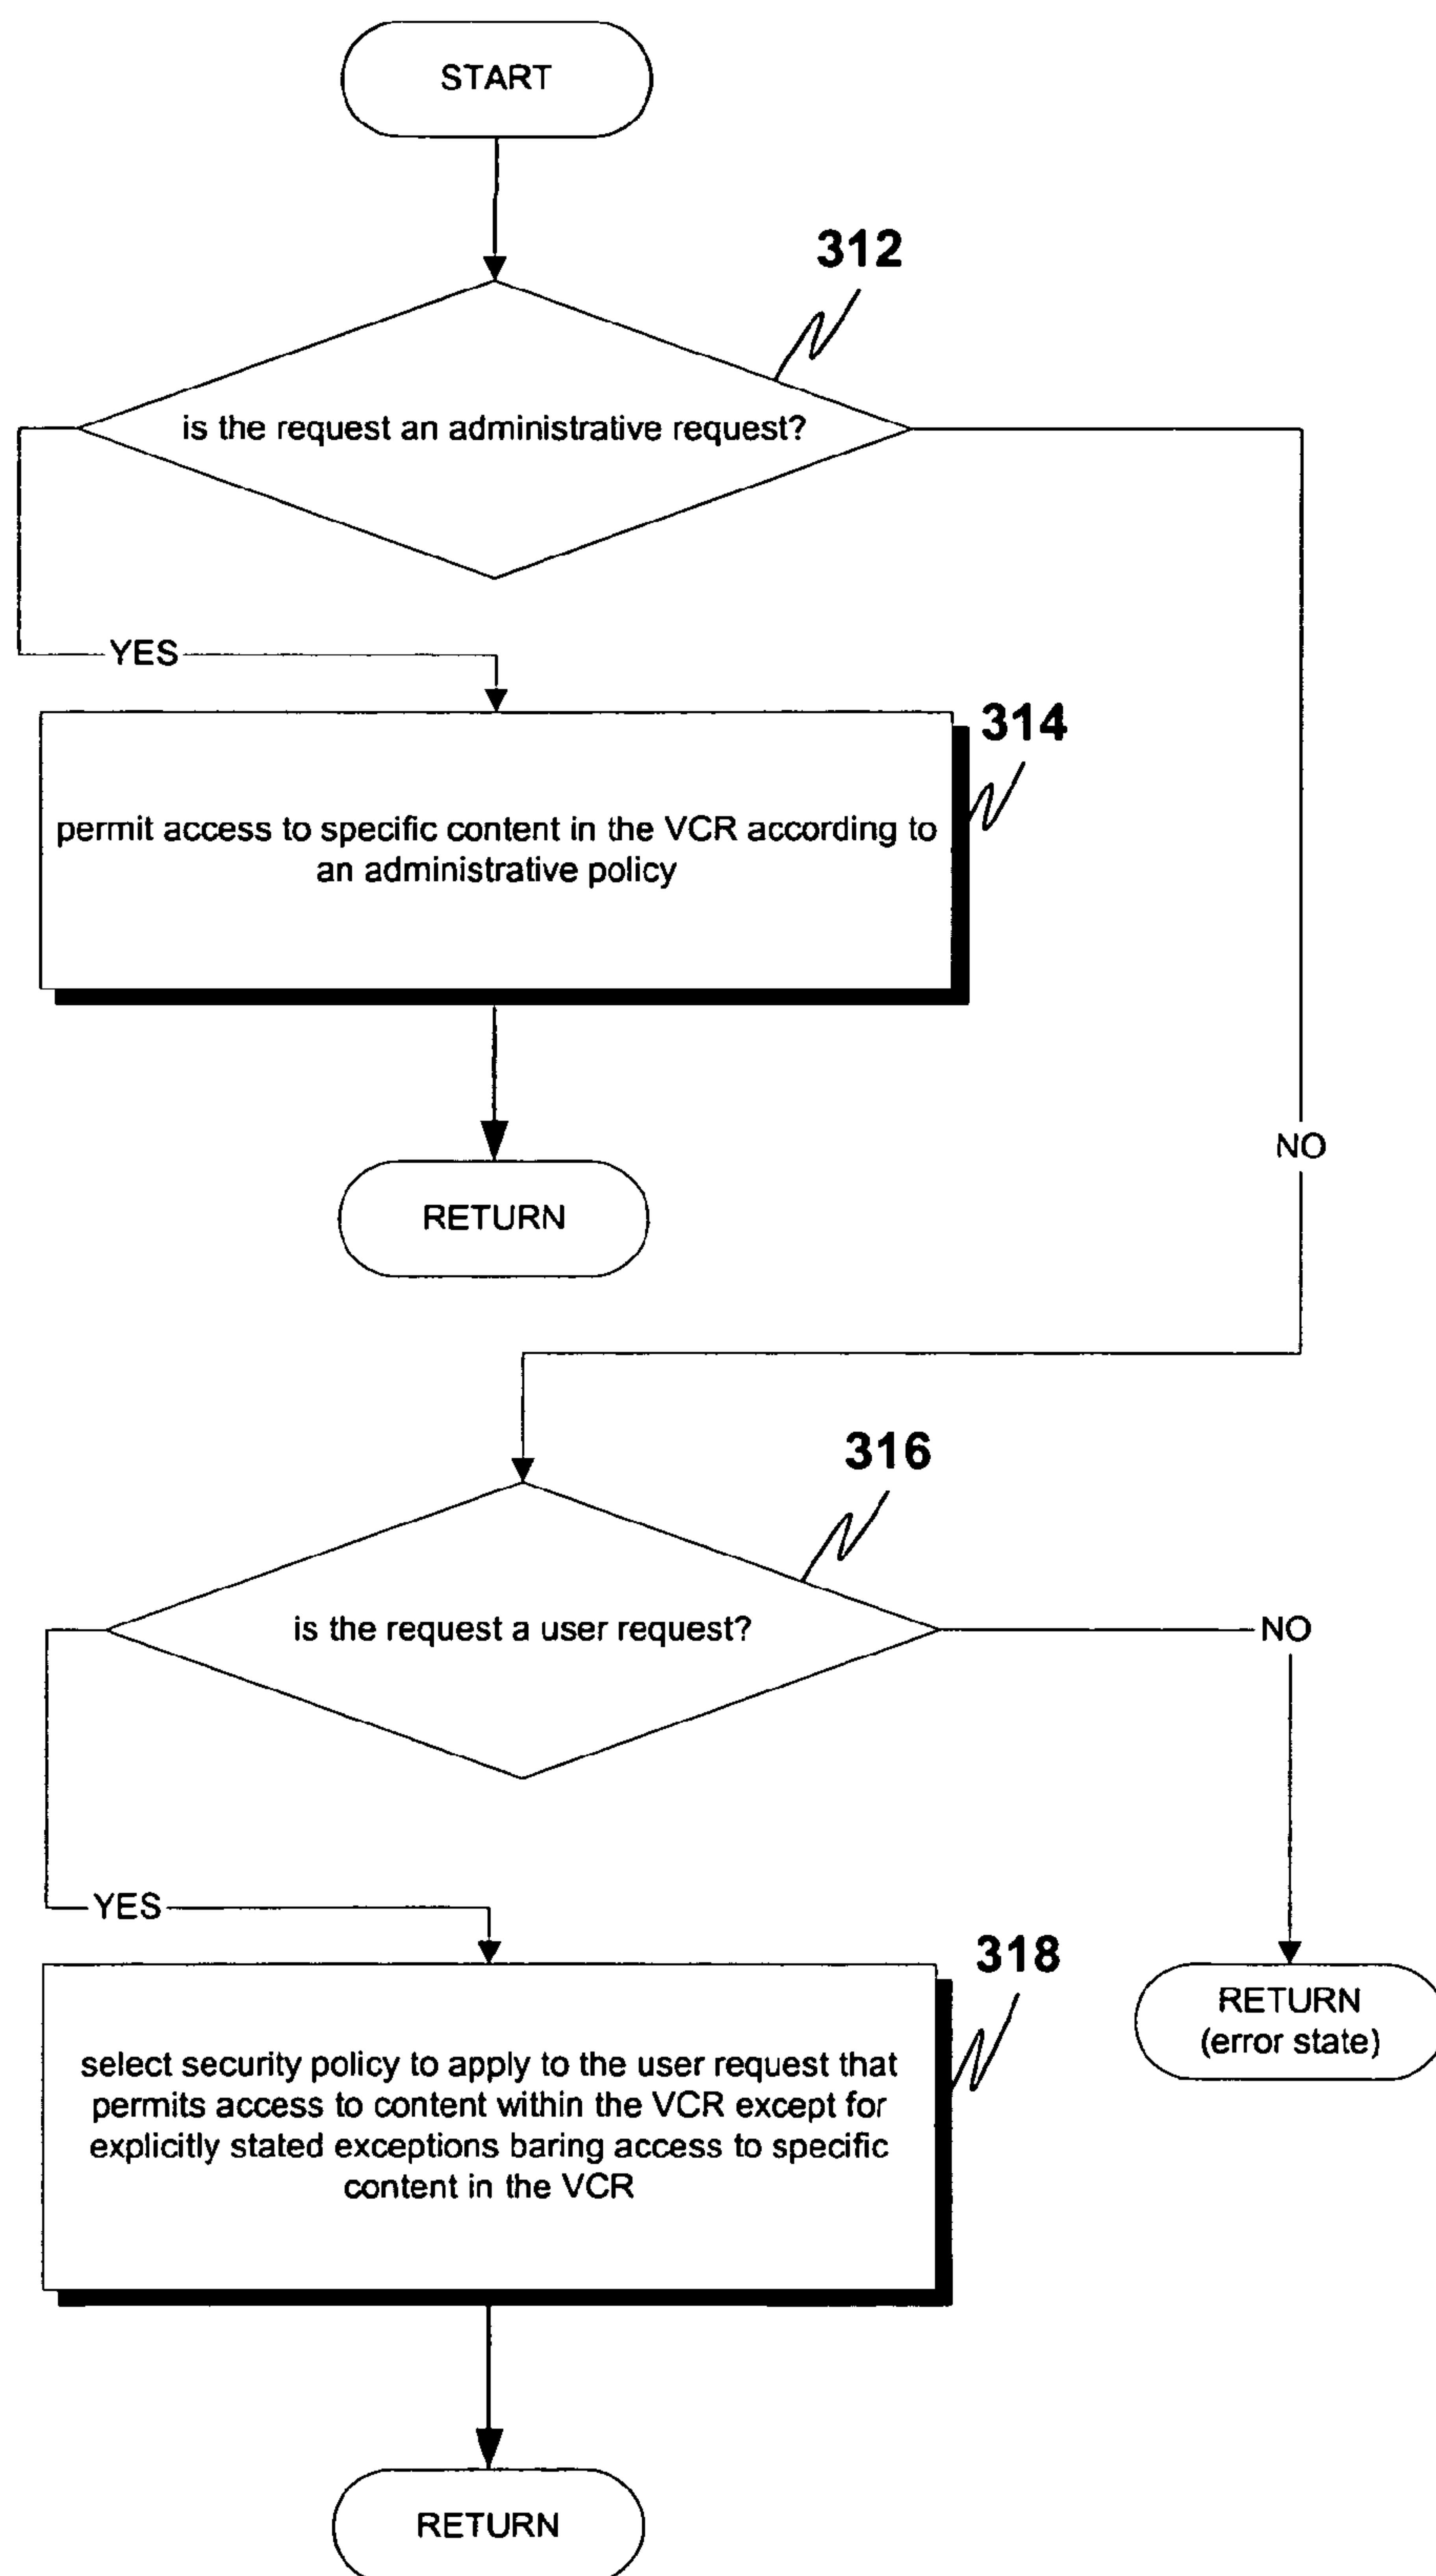 START
312
is the request an administrative request?
YES
314
permit access to specific content in the VCR according to
an administrative policy
NO
RETURN
316
is the request a user request?
NO
YES
318
select security policy to apply to the user request that
permits access to content within the VCR except for
explicitly stated exceptions baring access to specific
content in the VCR
RETURN
(error state)
RETURN